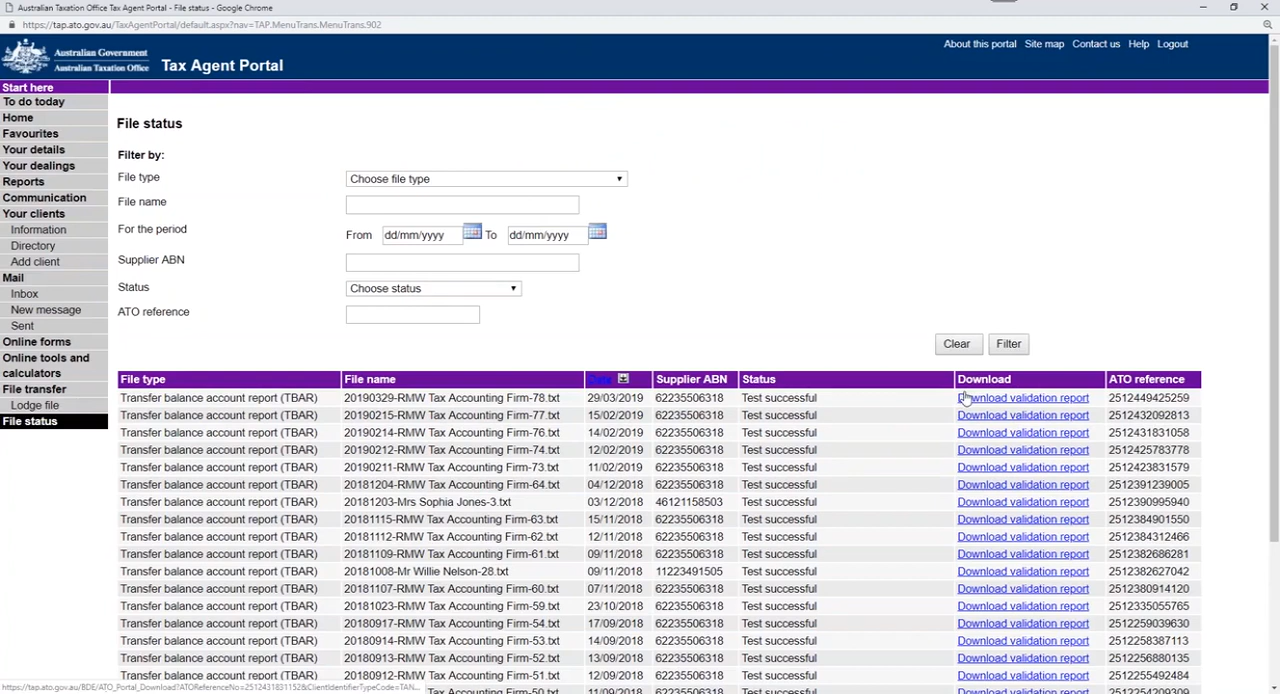 Australian Taxation Office Tax Agent Portal - File status - Google Chrome
https://tap.ato.gov.au/TaxAgentPortal/default.aspx?nav=TAP.MenuTrans.MenuTrans.902
Australian Government
Australian Taxation Office
Tax Agent Portal
About this portal Site map Contact us Help Logout
Start here
To do today
Home
Favourites
Your details
Your dealings
Reports
Communication
Your clients
Information
Directory
Add client
Mail
Inbox
New message
Sent
Online forms
Online tools and
calculators
File transfer
Lodge file
File status
File status
Filter by:
File type Choose file type
File name
For the period From dd/mm/yyyy To dd/mm/yyyy
Supplier ABN
Status Choose status
ATO reference
Clear Filter
File type File name Date Supplier ABN Status Download ATO reference
Transfer balance account report (TBAR) 20190329-RMW Tax Accounting Firm-78.txt 29/03/2019 62235506318 Test successful Download validation report 2512449425259
Transfer balance account report (TBAR) 20190215-RMW Tax Accounting Firm-77.txt 15/02/2019 62235506318 Test successful Download validation report 2512432092813
Transfer balance account report (TBAR) 20190214-RMW Tax Accounting Firm-76.txt 14/02/2019 62235506318 Test successful Download validation report 2512431831058
Transfer balance account report (TBAR) 20190212-RMW Tax Accounting Firm-74.txt 12/02/2019 62235506318 Test successful Download validation report 2512425783778
Transfer balance account report (TBAR) 20190211-RMW Tax Accounting Firm-73.txt 11/02/2019 62235506318 Test successful Download validation report 2512423831579
Transfer balance account report (TBAR) 20181204-RMW Tax Accounting Firm-64.txt 04/12/2018 62235506318 Test successful Download validation report 2512391239005
Transfer balance account report (TBAR) 20181203-Mrs Sophia Jones-3.txt 03/12/2018 46121158503 Test successful Download validation report 2512390995940
Transfer balance account report (TBAR) 20181115-RMW Tax Accounting Firm-63.txt 15/11/2018 62235506318 Test successful Download validation report 2512384901550
Transfer balance account report (TBAR) 20181112-RMW Tax Accounting Firm-62.txt 12/11/2018 62235506318 Test successful Download validation report 2512384312466
Transfer balance account report (TBAR) 20181109-RMW Tax Accounting Firm-61.txt 09/11/2018 62235506318 Test successful Download validation report 2512382686281
Transfer balance account report (TBAR) 20181008-Mr Willie Nelson-28.txt 09/11/2018 11223491505 Test successful Download validation report 2512382627042
Transfer balance account report (TBAR) 20181107-RMW Tax Accounting Firm-60.txt 07/11/2018 62235506318 Test successful Download validation report 2512380914120
Transfer balance account report (TBAR) 20181023-RMW Tax Accounting Firm-59.txt 23/10/2018 62235506318 Test successful Download validation report 2512335055765
Transfer balance account report (TBAR) 20180917-RMW Tax Accounting Firm-54.txt 17/09/2018 62235506318 Test successful Download validation report 2512259039630
Transfer balance account report (TBAR) 20180914-RMW Tax Accounting Firm-53.txt 14/09/2018 62235506318 Test successful Download validation report 2512258387113
Transfer balance account report (TBAR) 20180913-RMW Tax Accounting Firm-52.txt 13/09/2018 62235506318 Test successful Download validation report 2512256880135
Transfer balance account report (TBAR) 20180912-RMW Tax Accounting Firm-51.txt 12/09/2018 62235506318 Test successful Download validation report 2512255492484
Tax Accounting Firm-50.txt 11/09/2018 62235506318 Test successful Download validation report
https://tap.ato.gov.au/BDE/ATO_Portal_Download?ATOReferenceNo=2512431831152&ClientIdentifierTypeCode=TAN...